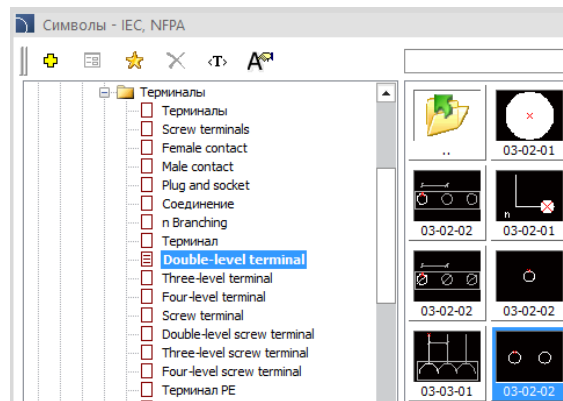 Символы - IEC, NFPA
‹T›
A
Терминалы
Терминалы
Screw terminals
Female contact
Male contact
Plug and socket
Соединение
n Branching
Терминал
Double-level terminal
Three-level terminal
Four-level terminal
Screw terminal
Double-level screw terminal
Three-level screw terminal
Four-level screw terminal
Терминал PE
..
03-02-01
n
03-02-02
03-02-01
03-02-02
03-02-02
03-03-01
03-02-02